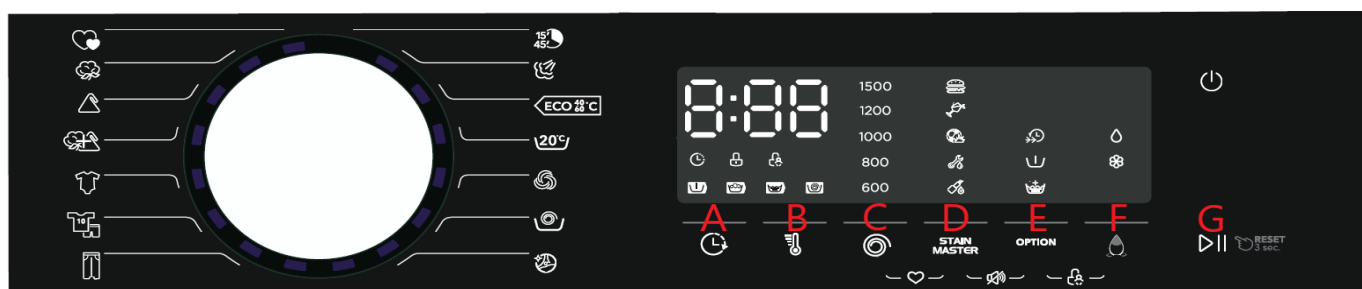 15' 45'
ECO 40 60 °C
20°C
10
8:88
1500
1200
1000
800
600
A B C D E F G
STAIN MASTER
OPTION
RESET
3 sec.